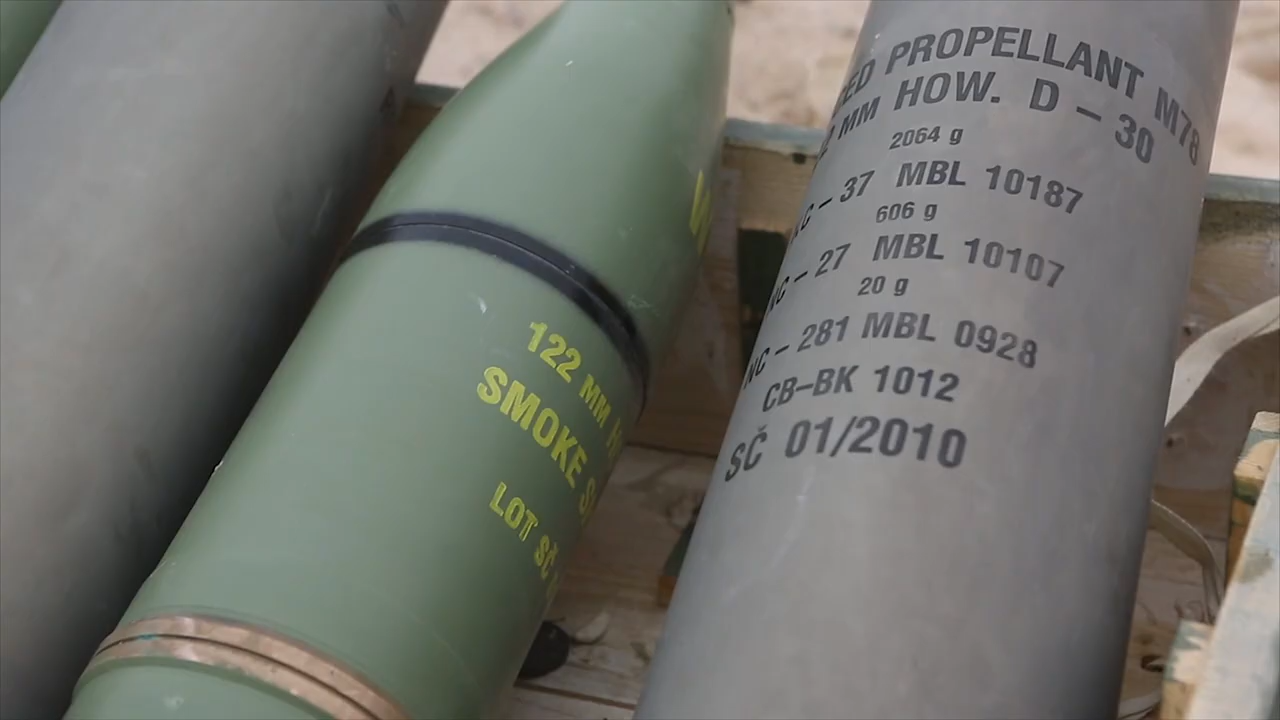 122 MM
SMOKE
LOT SČ
PROPELLANT M78
MM HOW. D – 30
2064 g
– 37 MBL 10187
606 g
NC – 27 MBL 10107
20 g
NC – 281 MBL 0928
CB–BK 1012
SČ 01/2010